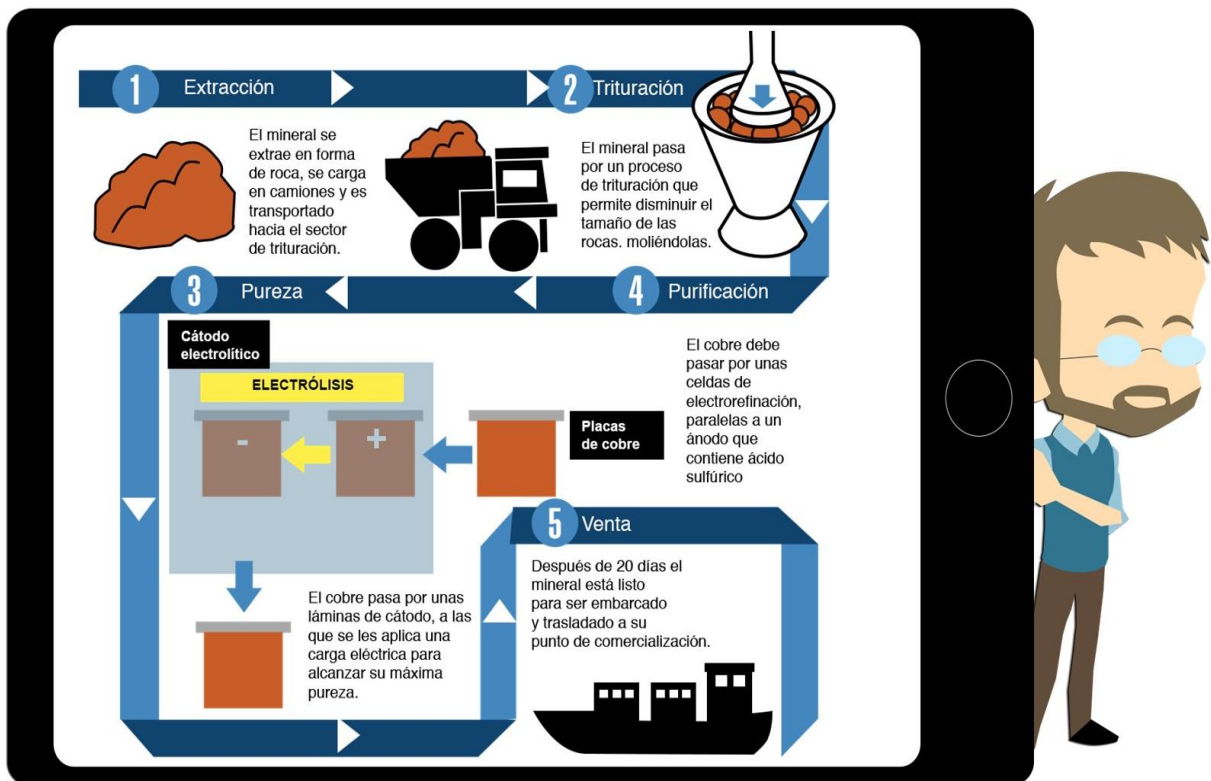 1 Extracción
El mineral se
extrae en forma
de roca, se carga
en camiones y es
transportado
hacia el sector
de trituración.
2 Trituración
El mineral pasa
por un proceso
de trituración que
permite disminuir el
tamaño de las
rocas. moliéndolas.
3 Pureza
4 Purificación
Cátodo
electrolítico
ELECTRÓLISIS
- +
Placas
de cobre
El cobre debe
pasar por unas
celdas de
electrorefinación,
paralelas a un
ánodo que
contiene ácido
sulfúrico
El cobre pasa por unas
láminas de cátodo, a las
que se les aplica una
carga eléctrica para
alcanzar su máxima
pureza.
5 Venta
Después de 20 días el
mineral está listo
para ser embarcado
y trasladado a su
punto de comercialización.